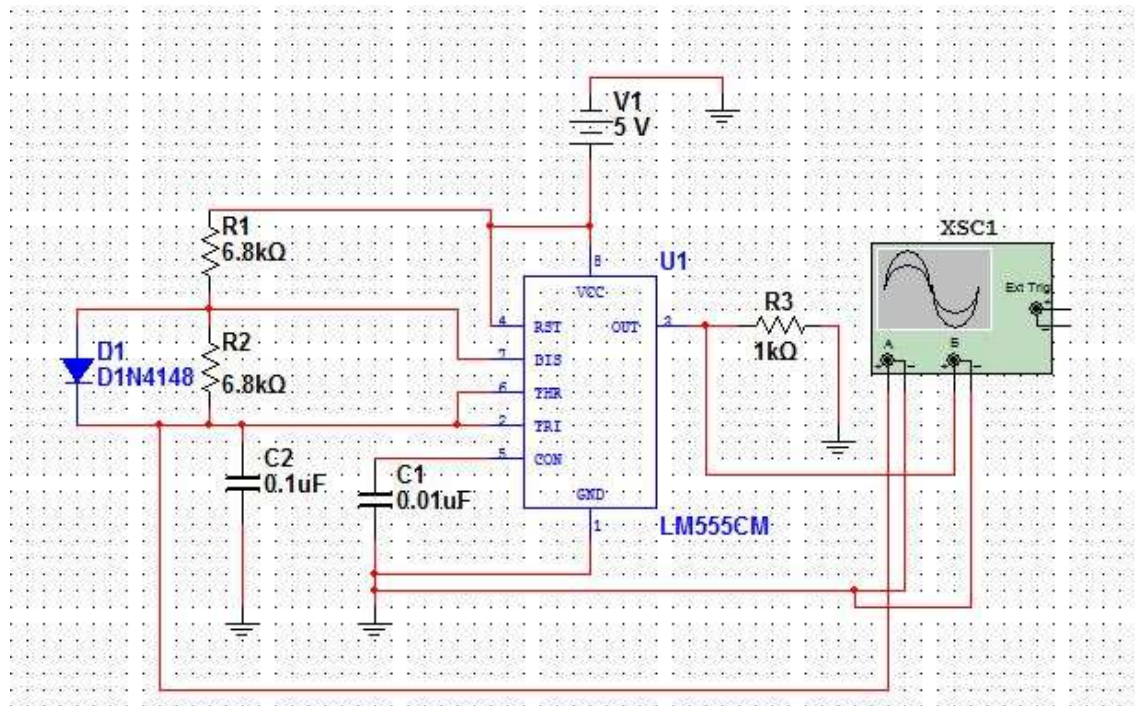 V1
5 V
R1
6.8kΩ
XSC1
U1
8
VCC
Ext Trig
R3
4
RST
OUT
3
A
B
1kΩ
R2
6.8kΩ
D1
D1N4148
7
DIS
6
THR
2
TRI
C2
0.1uF
5
CON
C1
0.01uF
GND
1
LM555CM